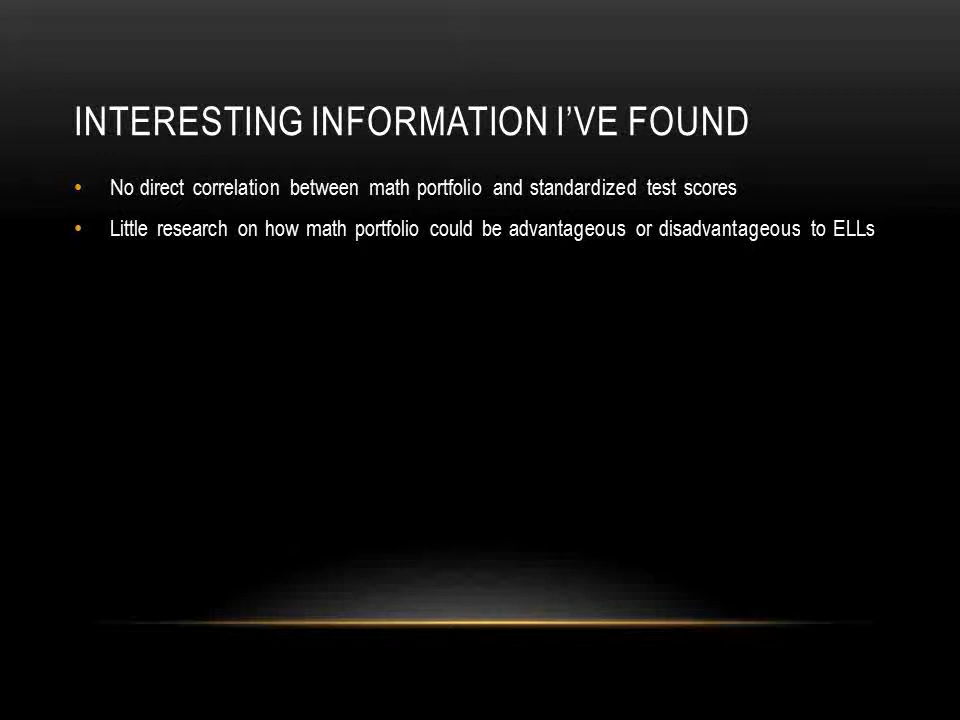 INTERESTING INFORMATION I’VE FOUND
• No direct correlation between math portfolio and standardized test scores
• Little research on how math portfolio could be advantageous or disadvantageous to ELLs